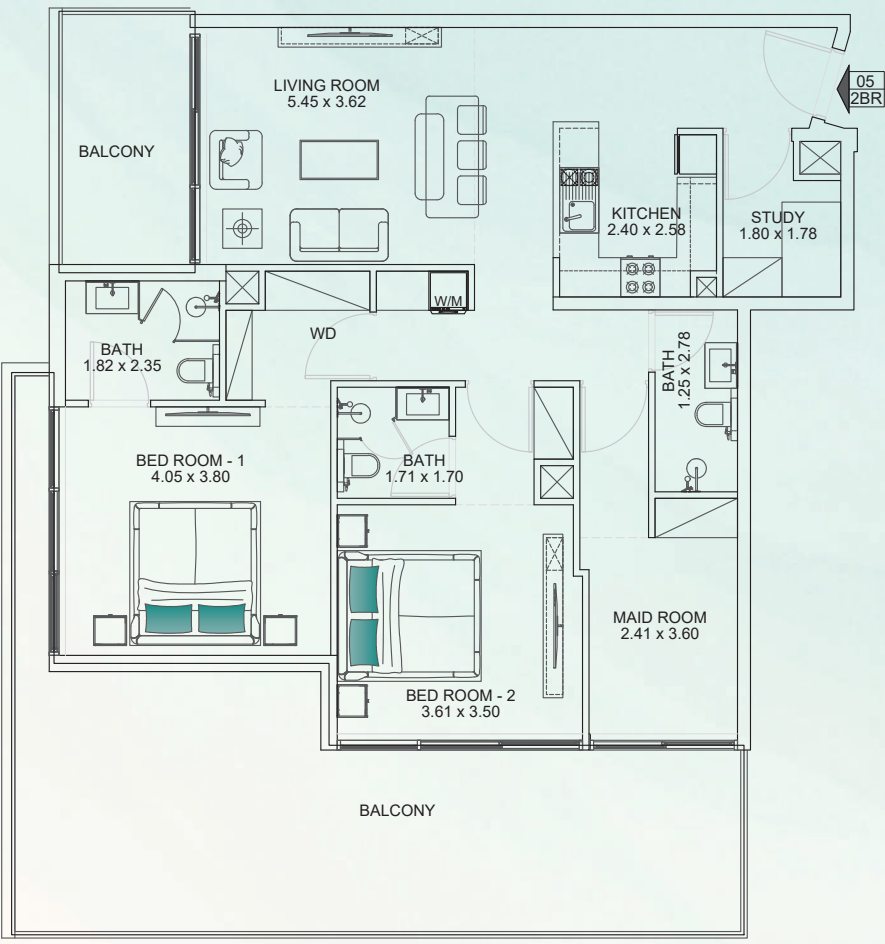 LIVING ROOM
5.45 x 3.62
05
2BR
BALCONY
KITCHEN
2.40 x 2.58
STUDY
1.80 x 1.78
W/M
WD
BATH
1.82 x 2.35
BATH
1.25 x 2.78
BED ROOM - 1
4.05 x 3.80
BATH
1.71 x 1.70
MAID ROOM
2.41 x 3.60
BED ROOM - 2
3.61 x 3.50
BALCONY